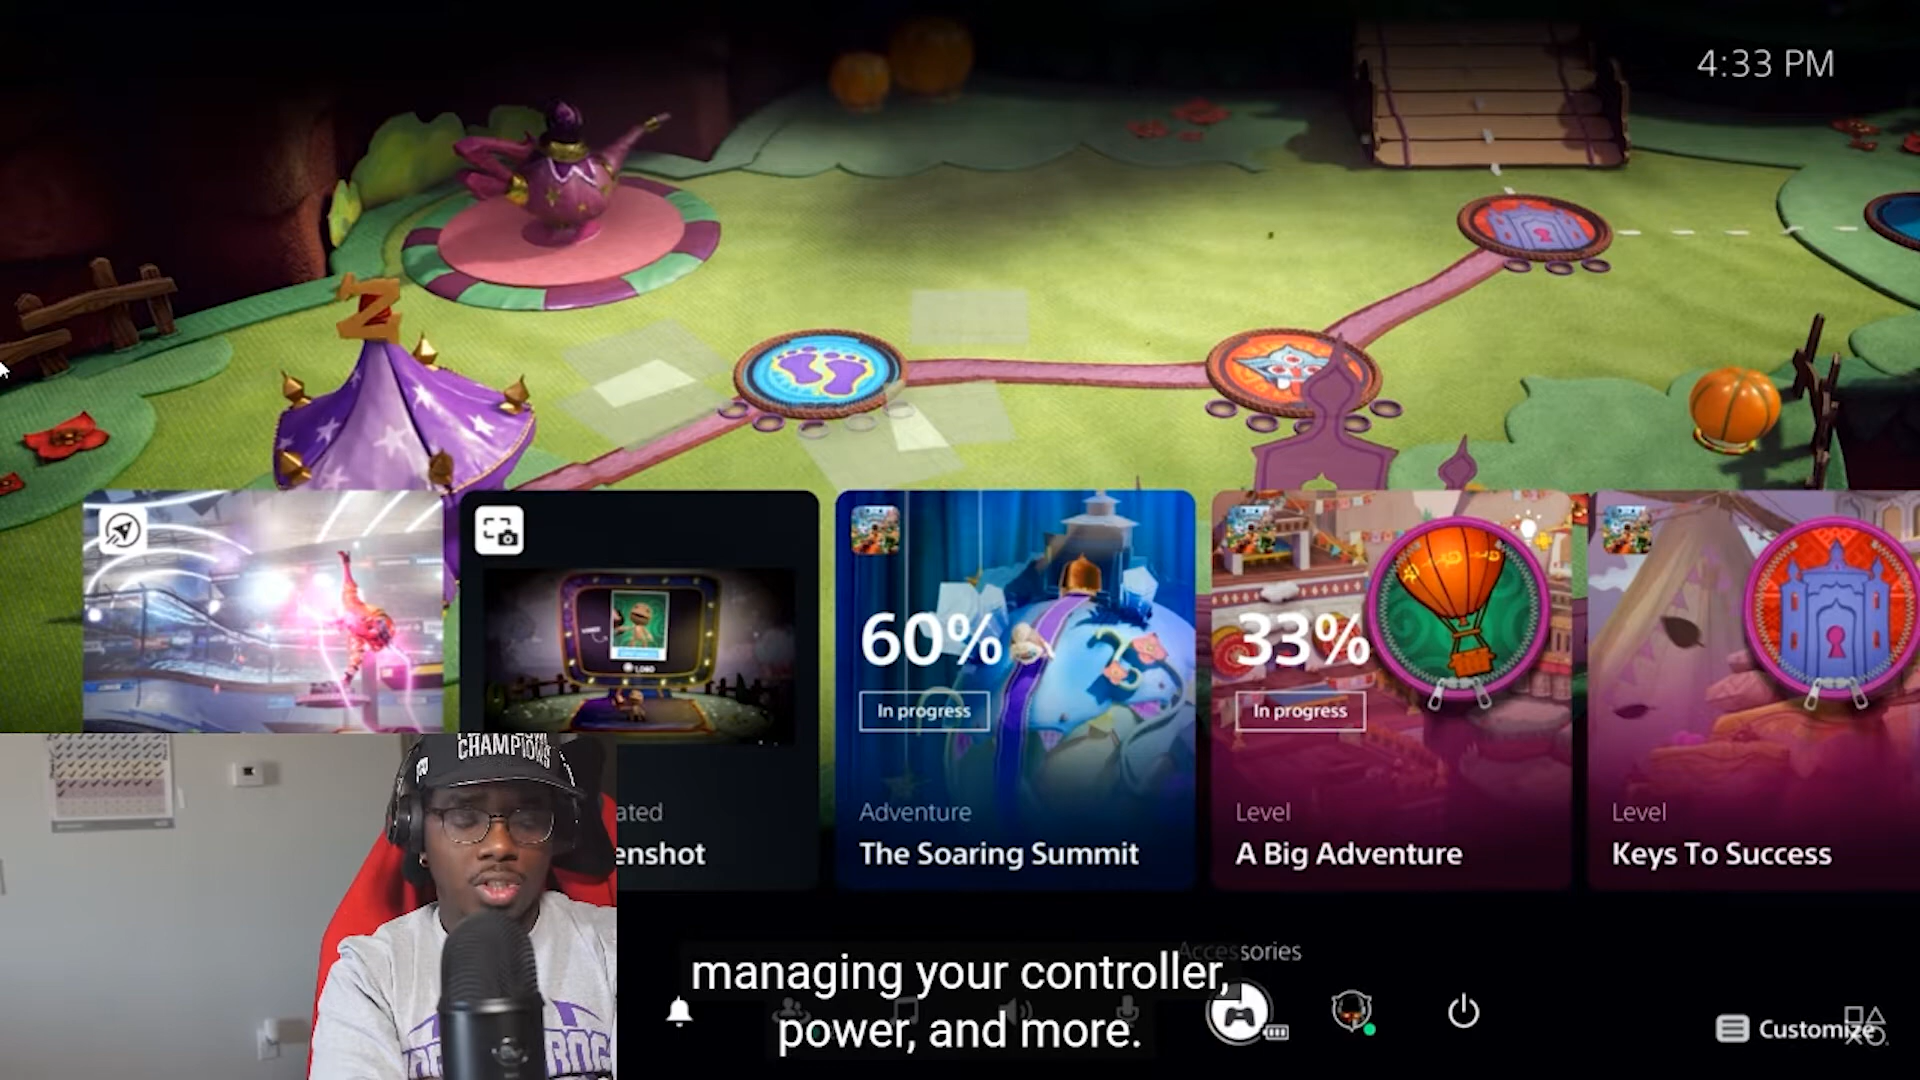 4:33 PM
60%
In progress
Adventure
The Soaring Summit
33%
In progress
Level
A Big Adventure
Level
Keys To Success
ated
enshot
CHAMPIONS
Accessories
managing your controller,
power, and more.
Customize